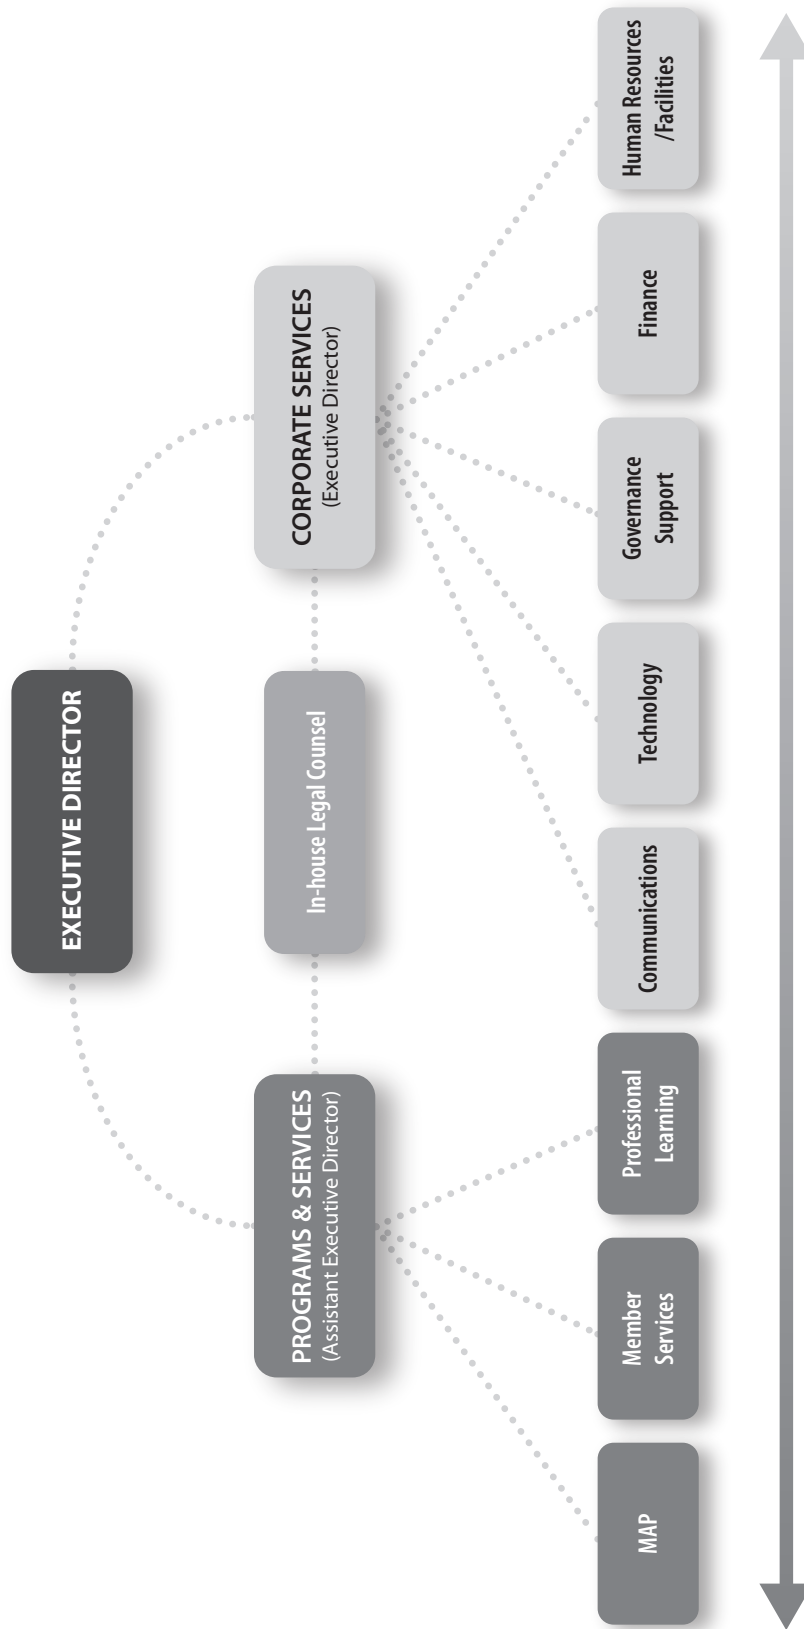 EXECUTIVE DIRECTOR
PROGRAMS & SERVICES
(Assistant Executive Director)
In-house Legal Counsel
CORPORATE SERVICES
(Executive Director)
MAP
Member
Services
Professional
Learning
Communications
Technology
Governance
Support
Finance
Human Resources
/Facilities